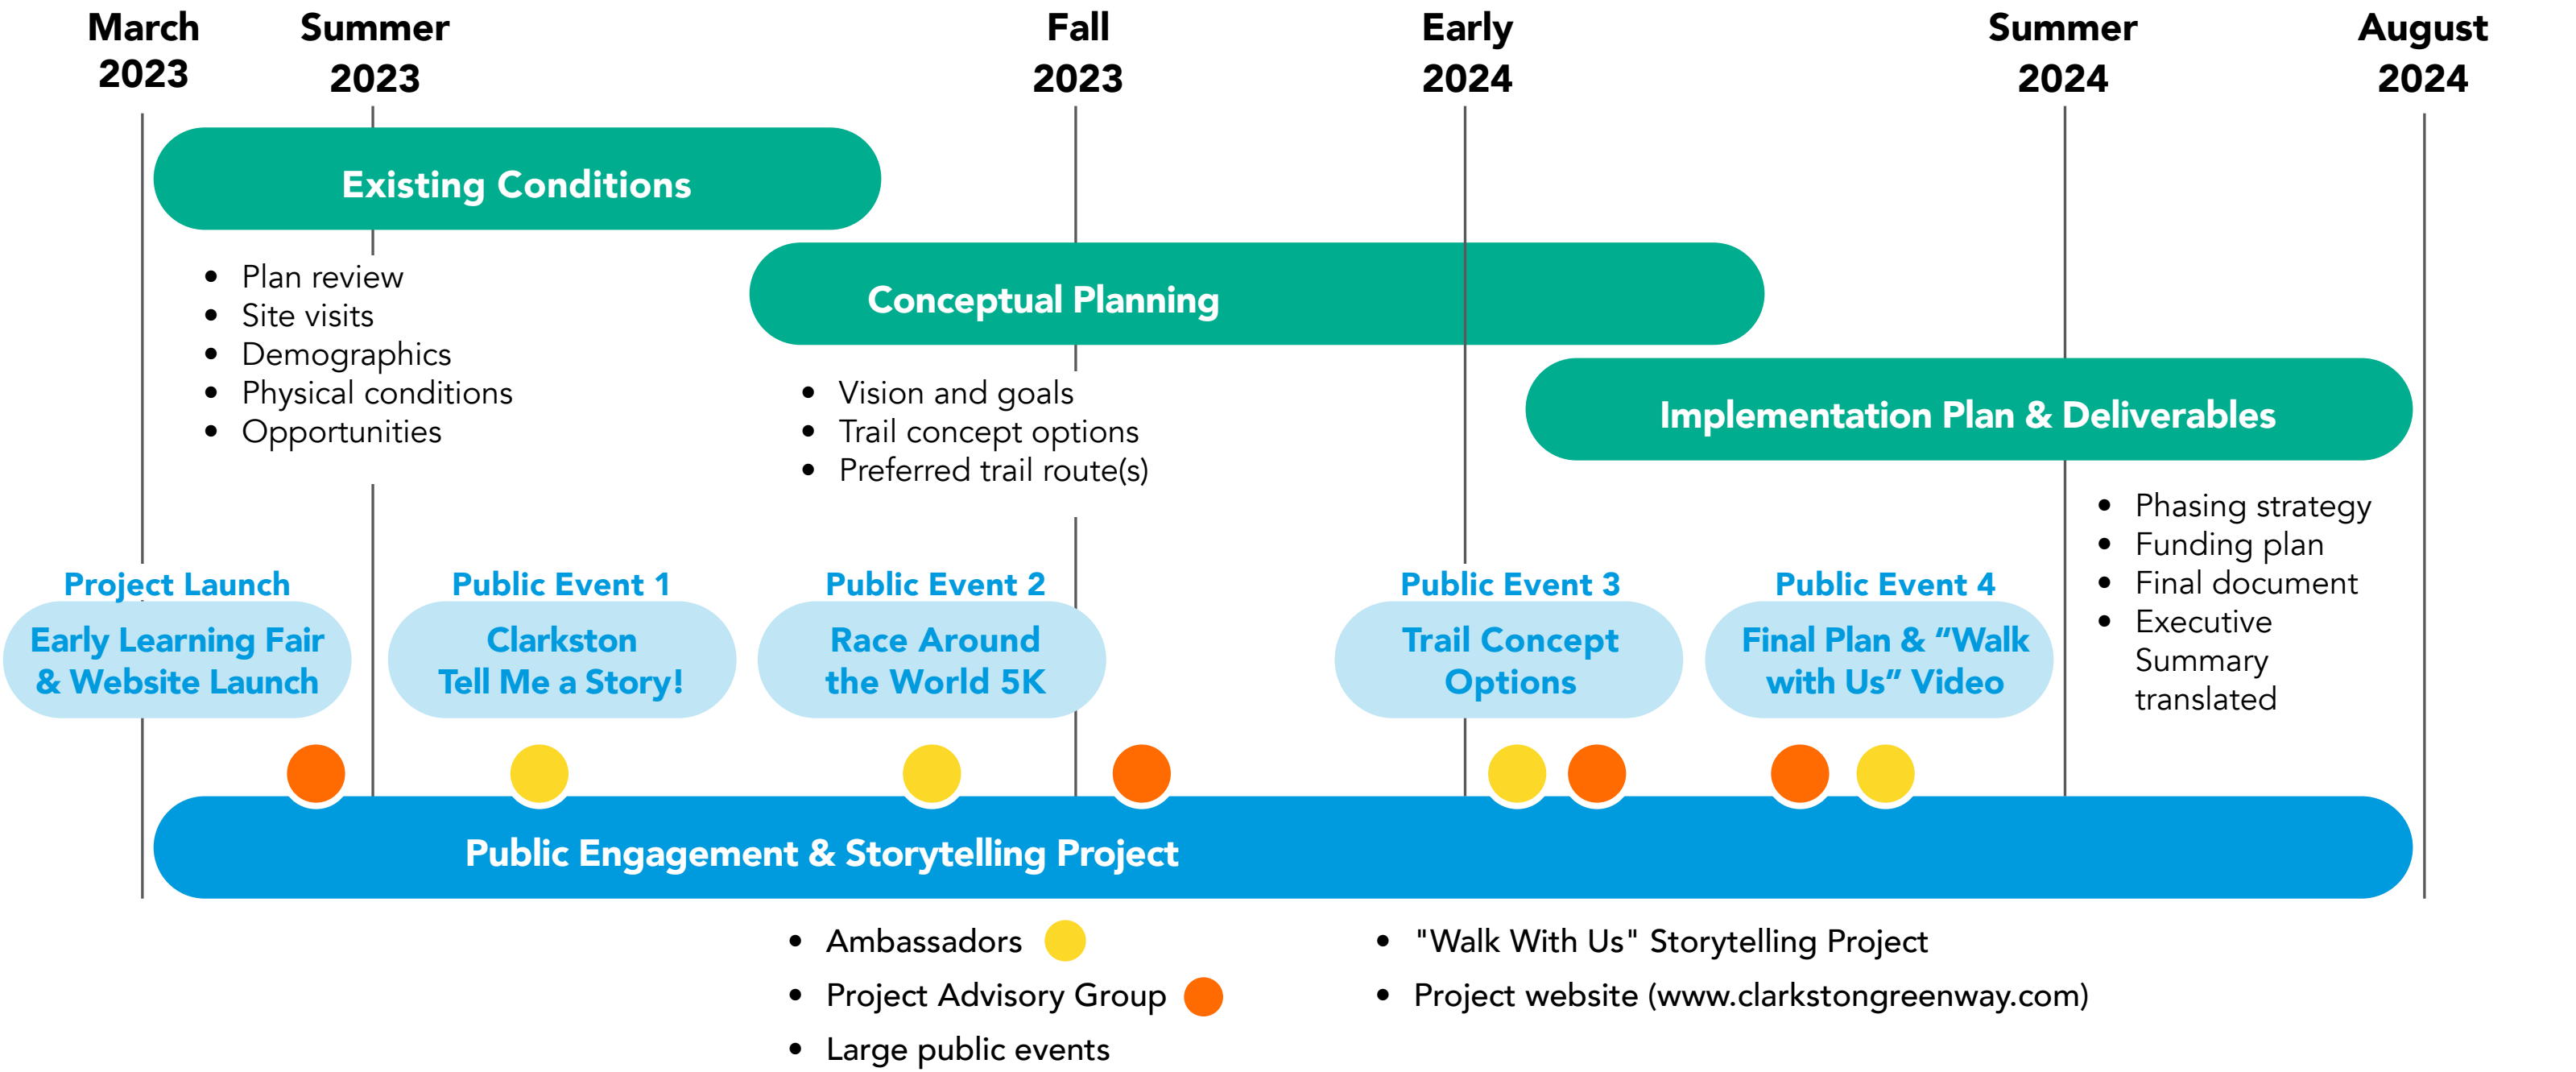 March
2023
Summer
2023
Fall
2023
Early
2024
Summer
2024
August
2024
Existing Conditions
• Plan review
• Site visits
• Demographics
• Physical conditions
• Opportunities
Conceptual Planning
• Vision and goals
• Trail concept options
• Preferred trail route(s)
Implementation Plan & Deliverables
• Phasing strategy
• Funding plan
• Final document
• Executive
Summary
translated
Project Launch
Early Learning Fair
& Website Launch
Public Event 1
Clarkston
Tell Me a Story!
Public Event 2
Race Around
the World 5K
Public Event 3
Trail Concept
Options
Public Event 4
Final Plan & “Walk
with Us” Video
Public Engagement & Storytelling Project
• Ambassadors
• Project Advisory Group
• Large public events
• "Walk With Us" Storytelling Project
• Project website (www.clarkstongreenway.com)